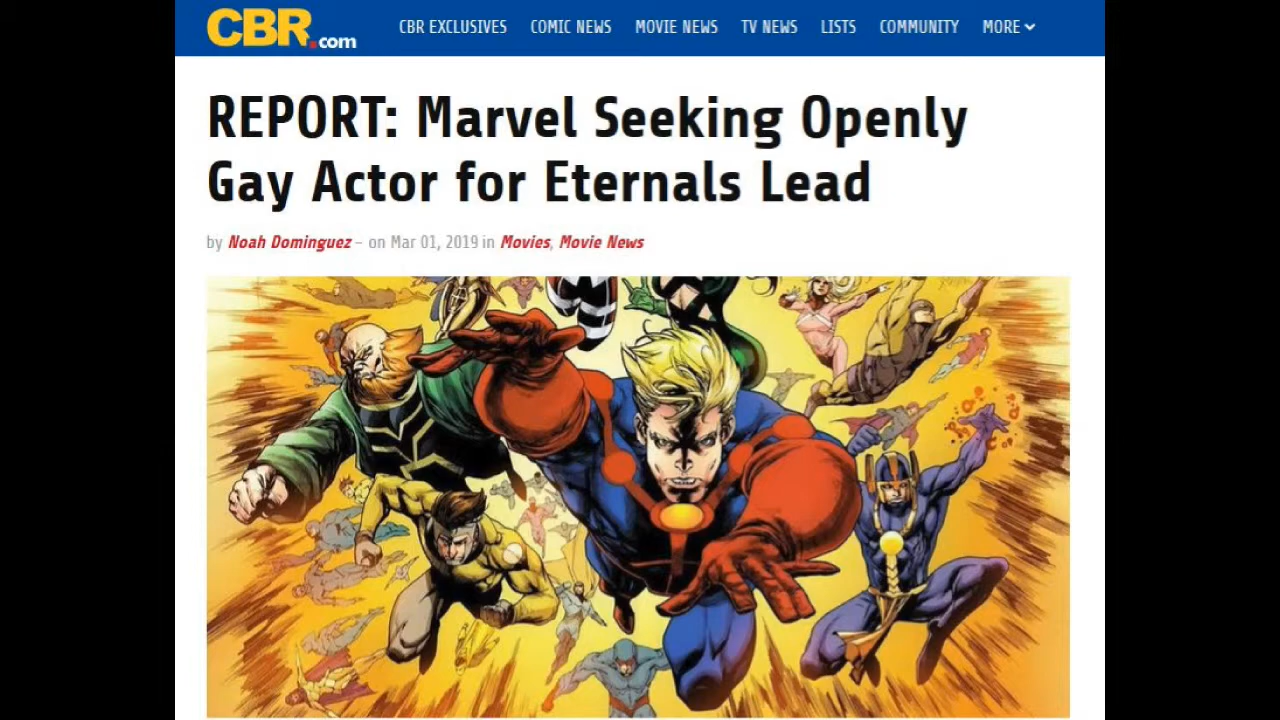 CBR.com CBR EXCLUSIVES COMIC NEWS MOVIE NEWS TV NEWS LISTS COMMUNITY MORE
REPORT: Marvel Seeking Openly
Gay Actor for Eternals Lead
by Noah Dominguez – on Mar 01, 2019 in Movies, Movie News